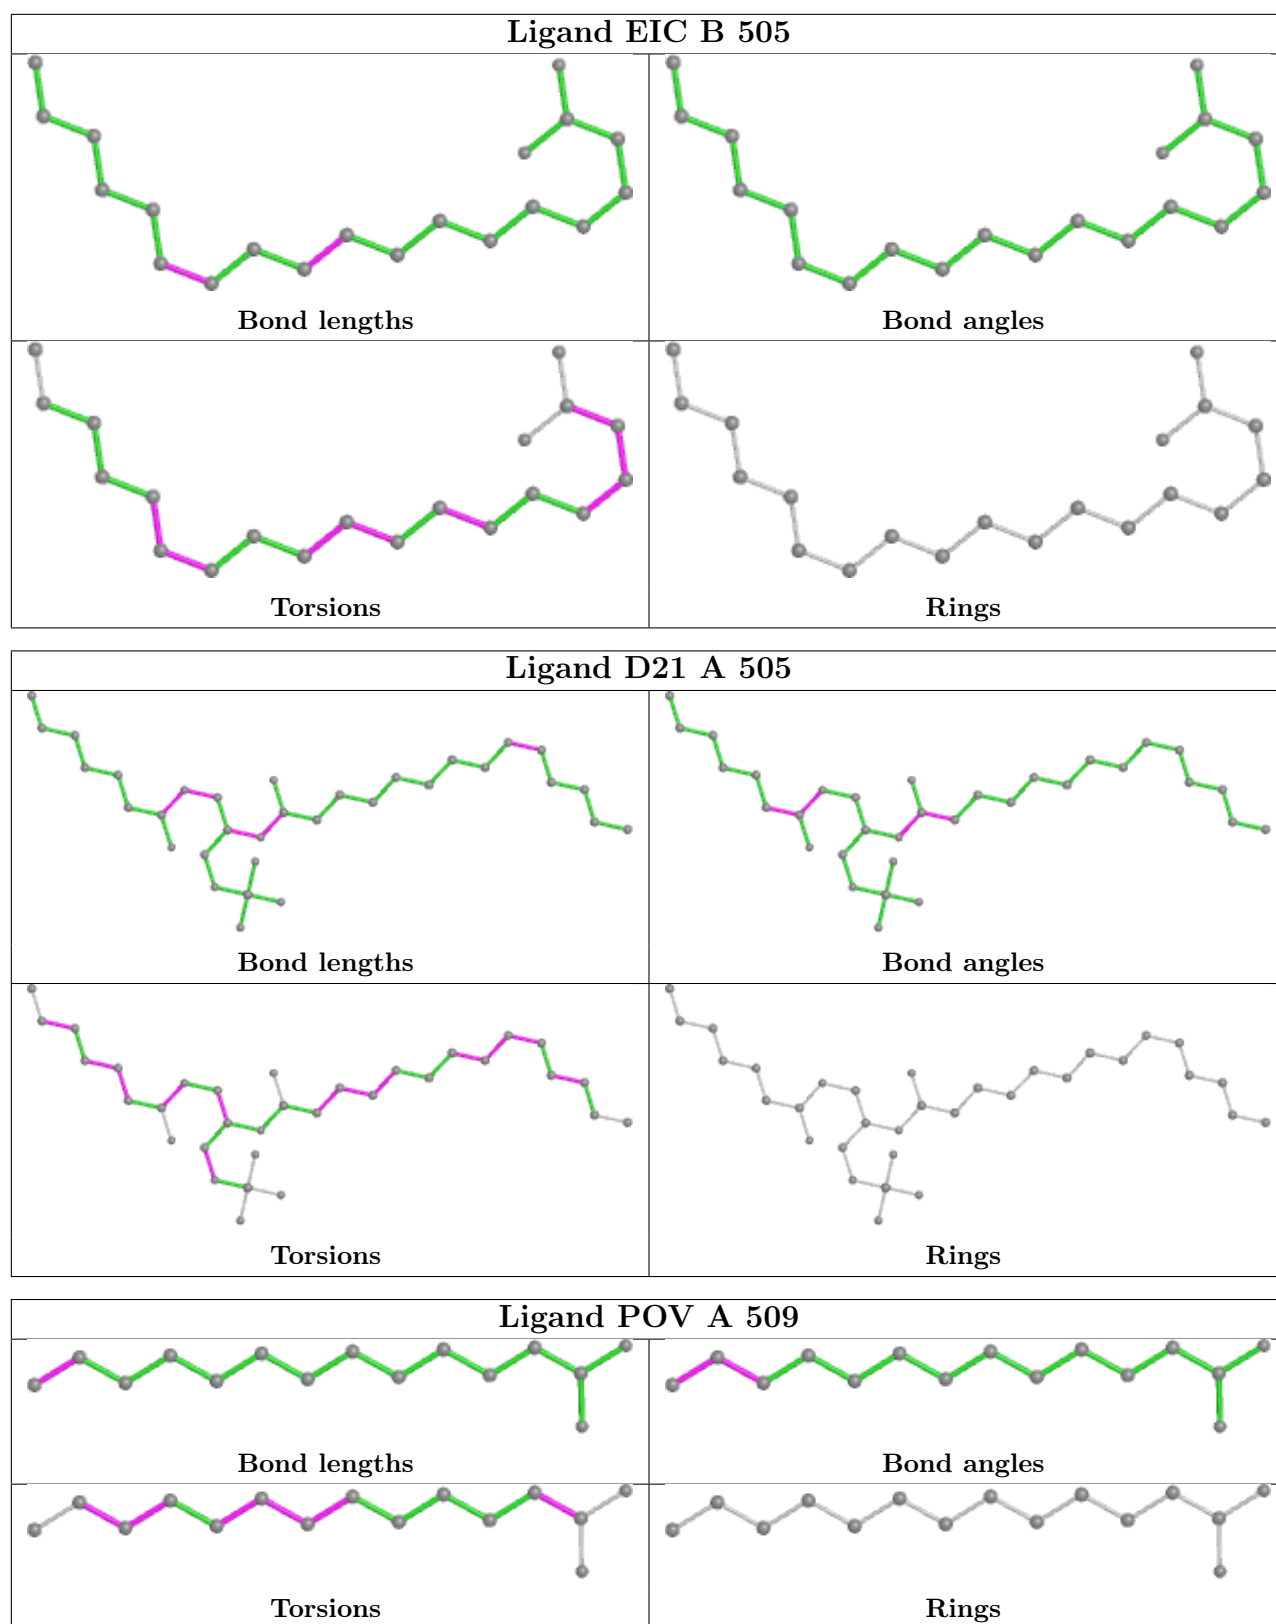 Ligand EIC B 505
Bond lengths
Bond angles
Torsions
Rings
Ligand D21 A 505
Bond lengths
Bond angles
Torsions
Rings
Ligand POV A 509
Bond lengths
Bond angles
Torsions
Rings